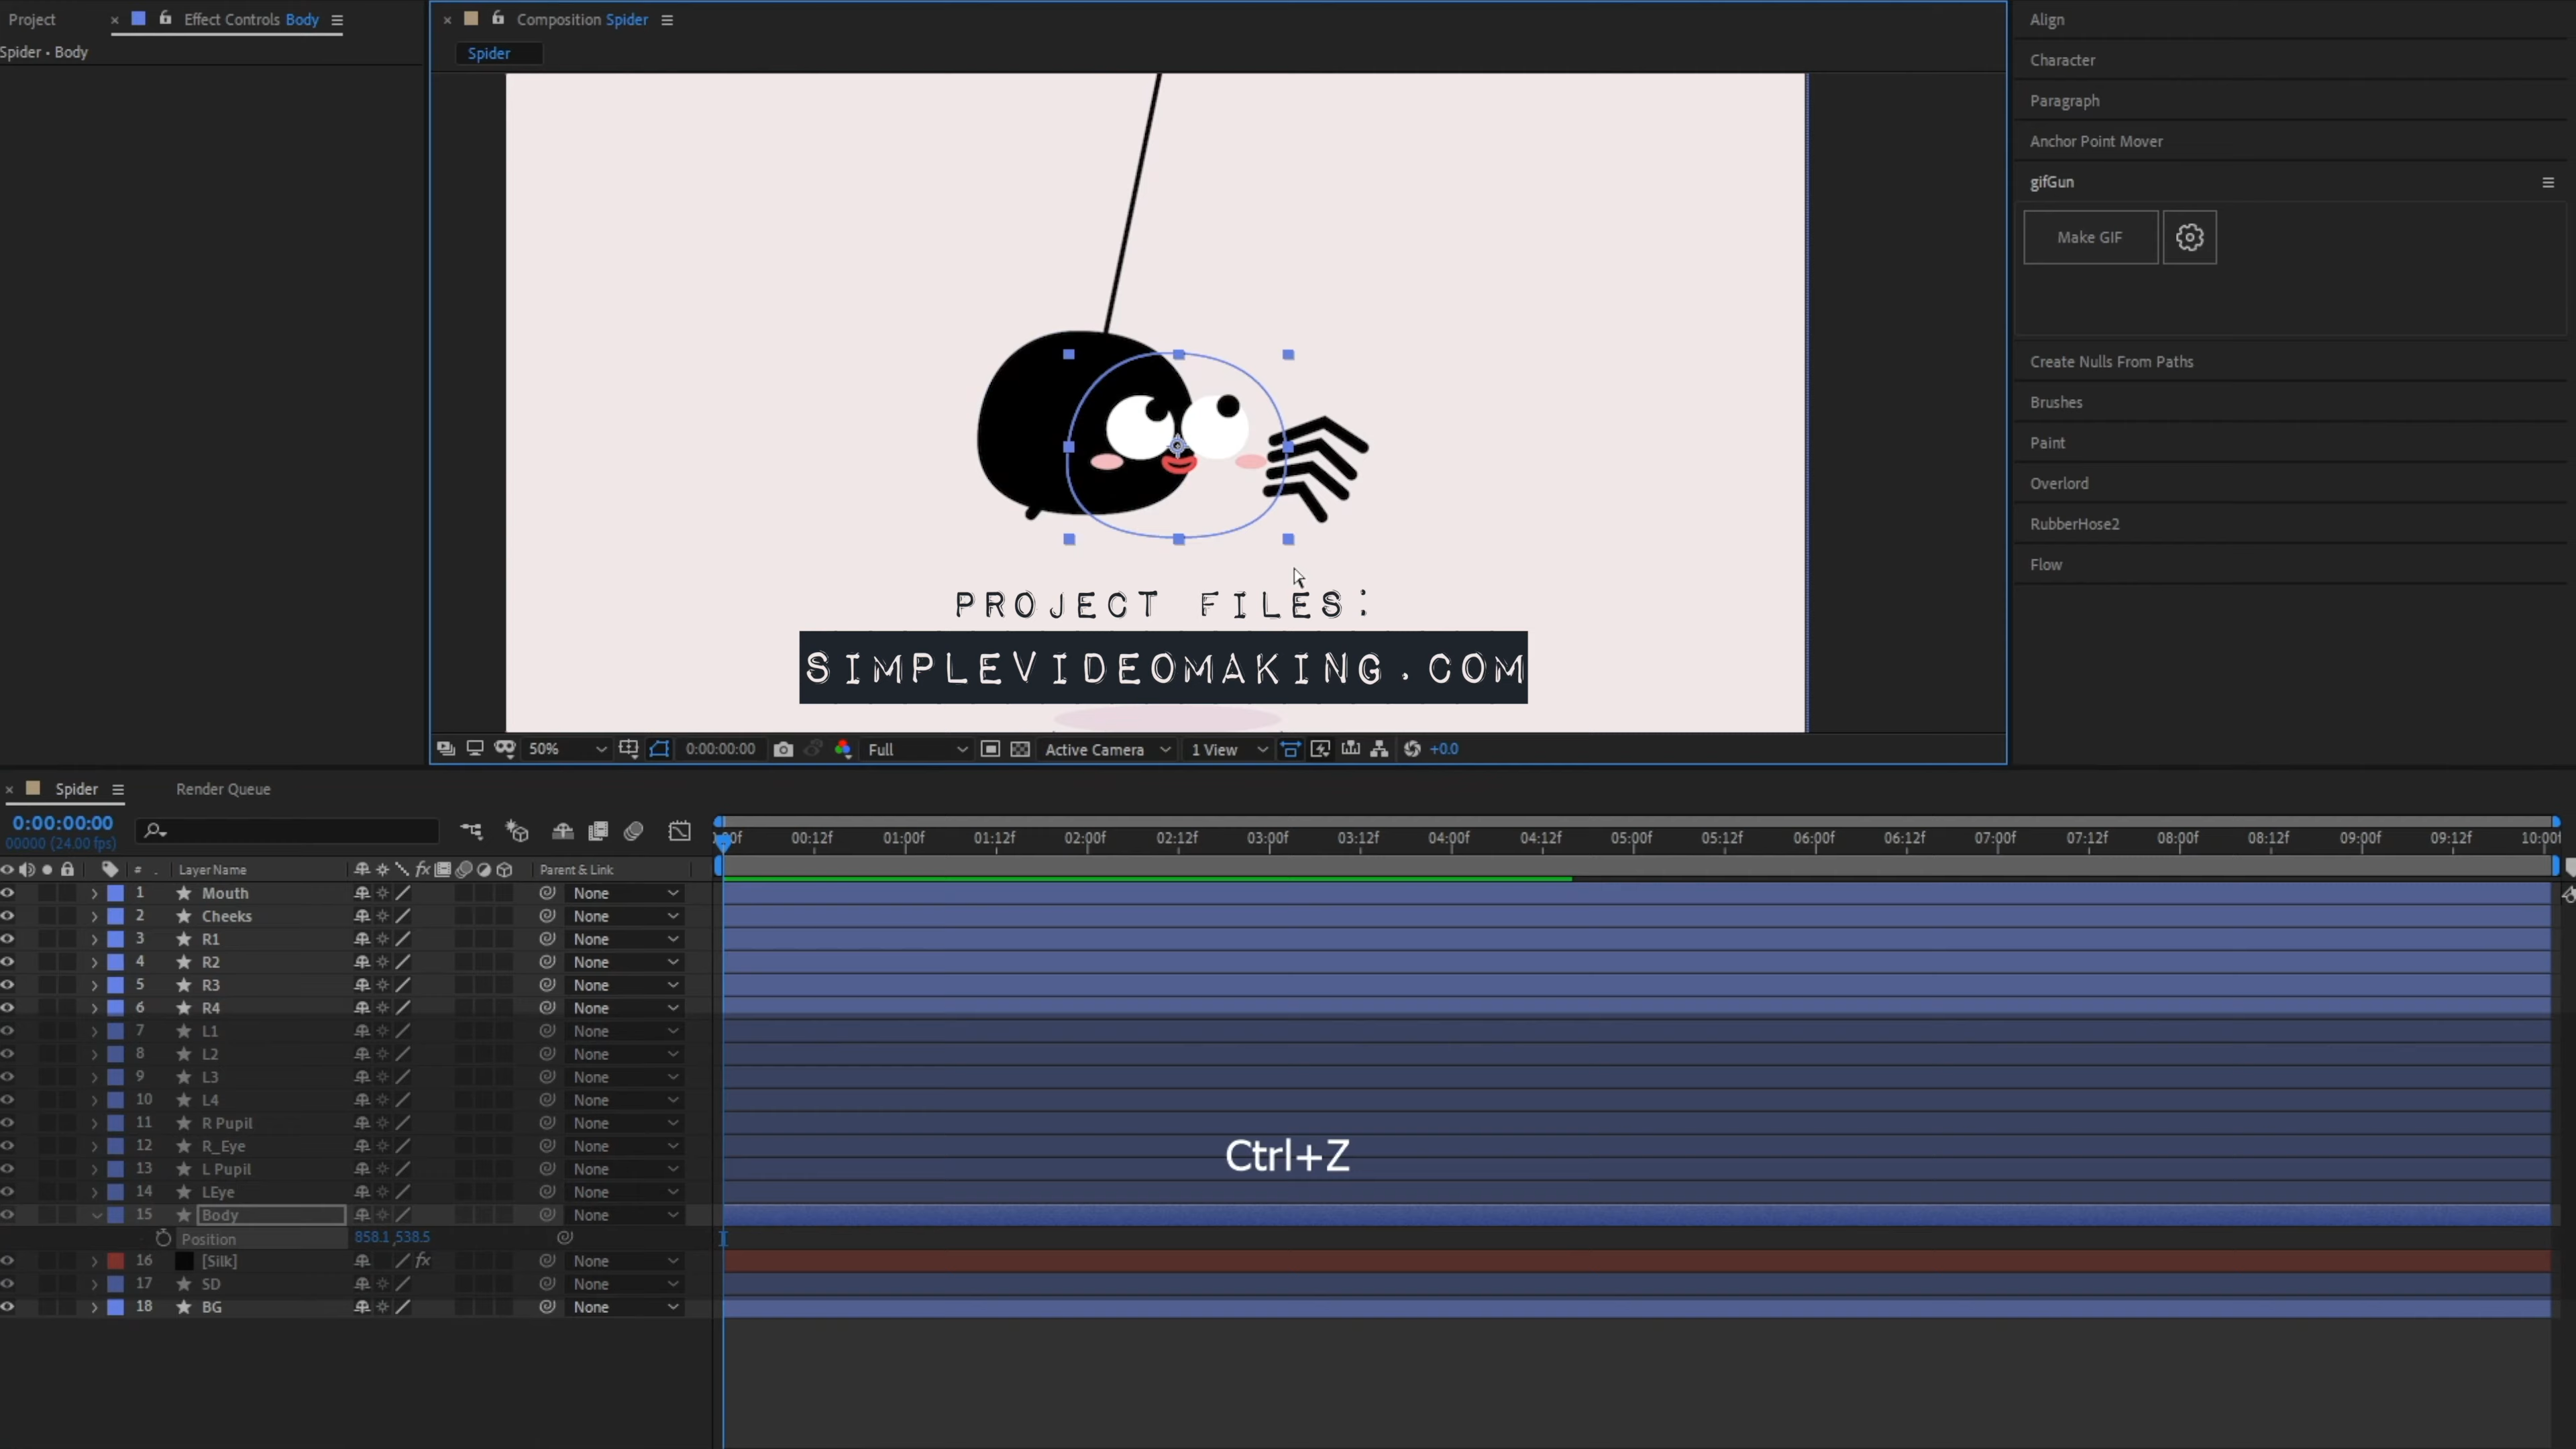 Project
Effect Controls Body
Spider • Body
Composition Spider
Spider
PROJECT FILES:
SIMPLEVIDEOMAKING.COM
50%
0:00:00:00
Full
Active Camera
1 View
+0.0
Align
Character
Paragraph
Anchor Point Mover
gifGun
Make GIF
Create Nulls From Paths
Brushes
Paint
Overlord
RubberHose2
Flow
Spider
Render Queue
0:00:00:00
00000 (24.00 fps)
00:12f 01:00f 01:12f 02:00f 02:12f 03:00f 03:12f 04:00f 04:12f 05:00f 05:12f 06:00f 06:12f 07:00f 07:12f 08:00f 08:12f 09:00f 09:12f
# . Layer Name fx Parent & Link
1 Mouth None
2 Cheeks None
3 R1 None
4 R2 None
5 R3 None
6 R4 None
7 L1 None
8 L2 None
9 L3 None
10 L4 None
11 R Pupil None
12 R_Eye None
13 L Pupil None
14 LEye None
15 Body None
Position 858.1,538.5
16 [Silk] fx None
17 SD None
18 BG None
Ctrl+Z